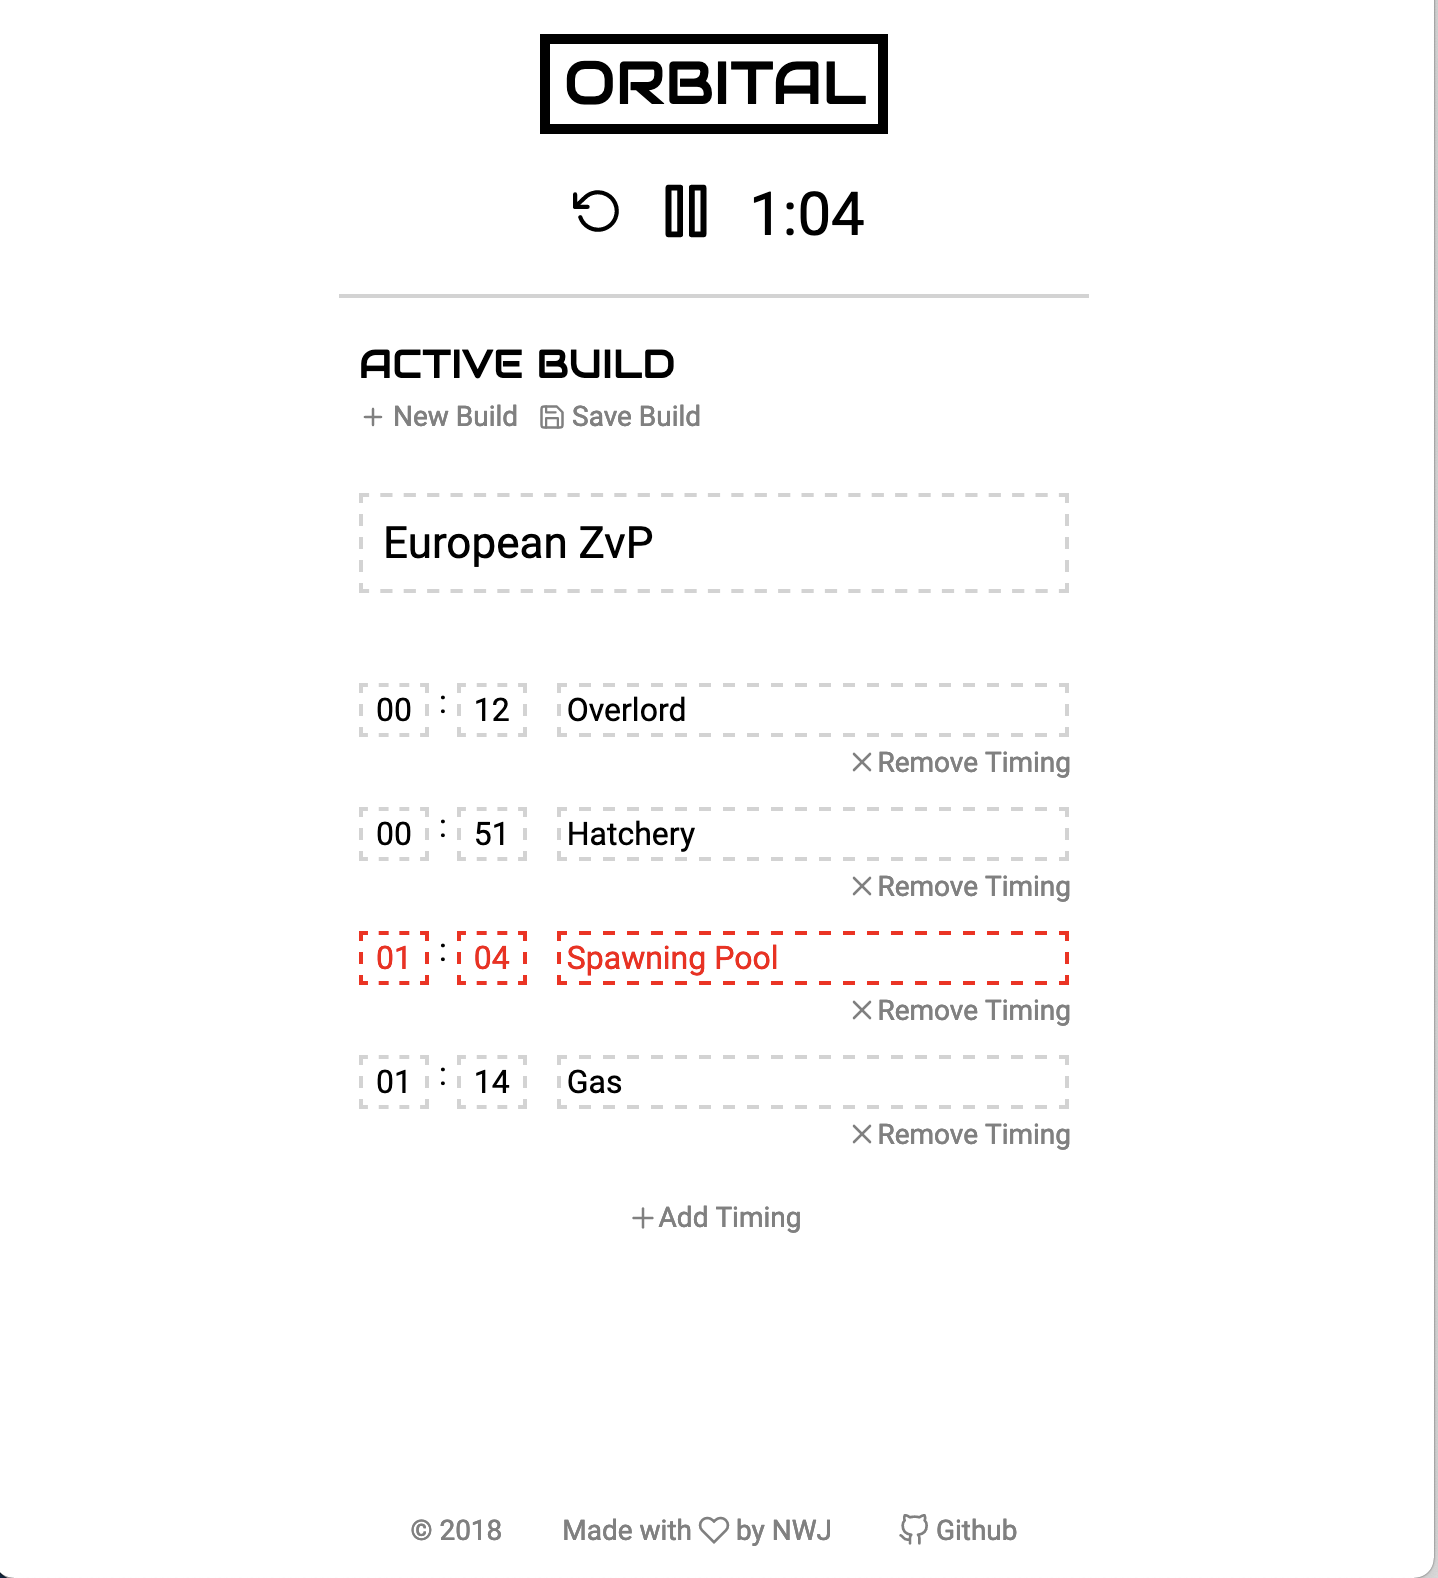 ORBITAL
1:04
ACTIVE BUILD
New Build Save Build
European ZvP
00 : 12 Overlord
Remove Timing
00 : 51 Hatchery
Remove Timing
01 : 04 Spawning Pool
Remove Timing
01 : 14 Gas
Remove Timing
Add Timing
© 2018 Made with by NWJ Github